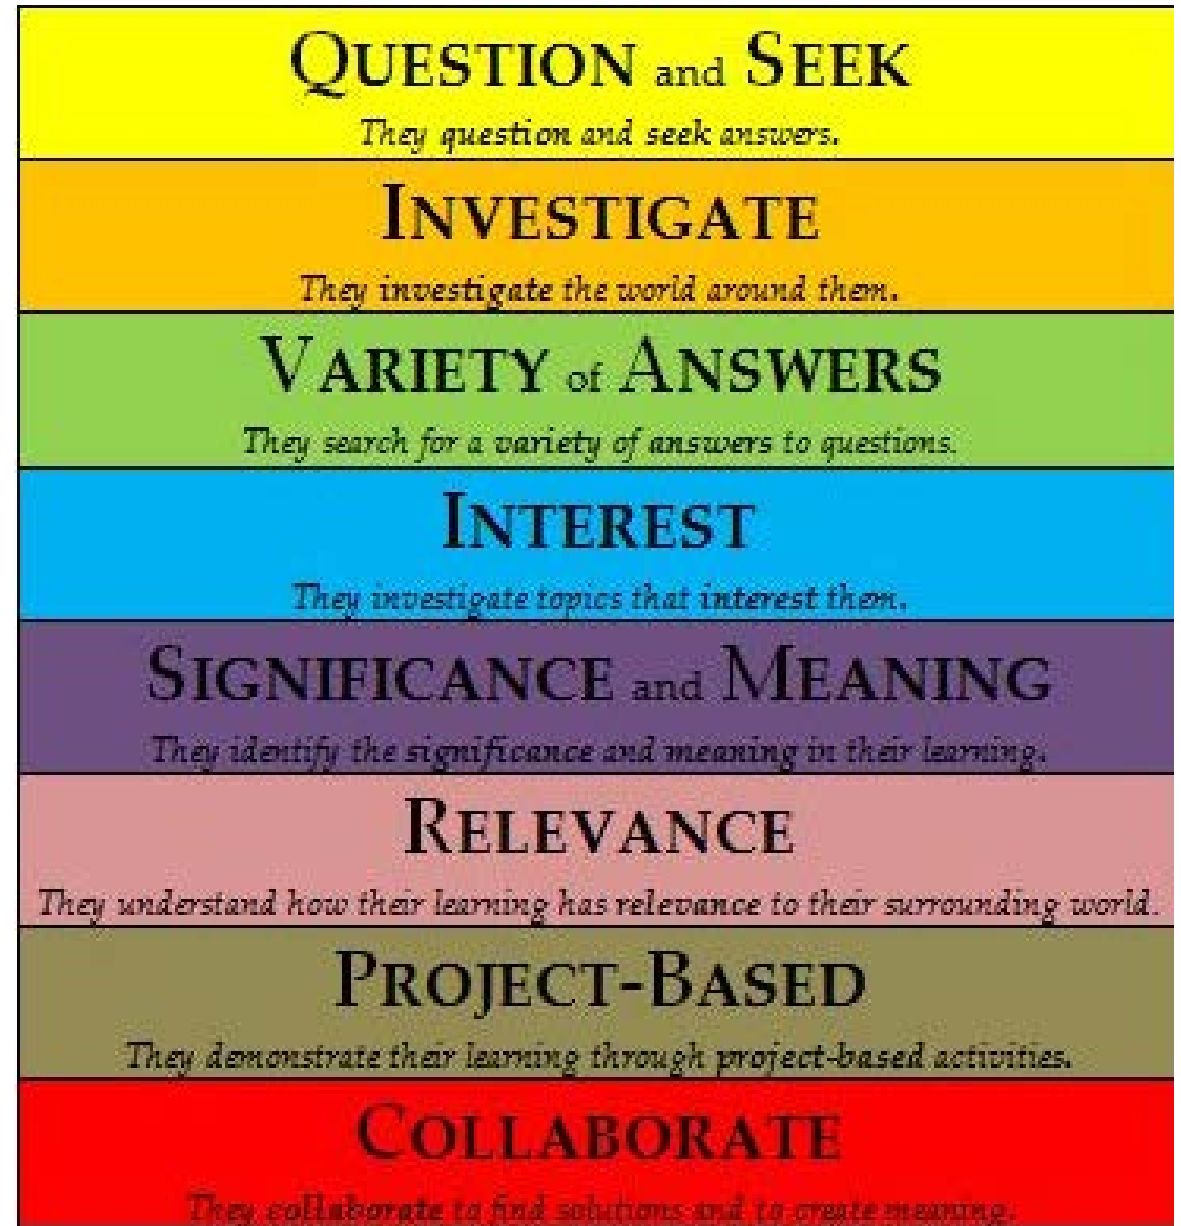 QUESTION and SEEK
They question and seek answers.
INVESTIGATE
They investigate the world around them.
VARIETY of ANSWERS
They search for a variety of answers to questions.
INTEREST
They investigate topics that interest them.
SIGNIFICANCE and MEANING
They identify the significance and meaning in their learning.
RELEVANCE
They understand how their learning has relevance to their surrounding world.
PROJECT-BASED
They demonstrate their learning through project-based activities.
COLLABORATE
They collaborate to find solutions and to create meaning.